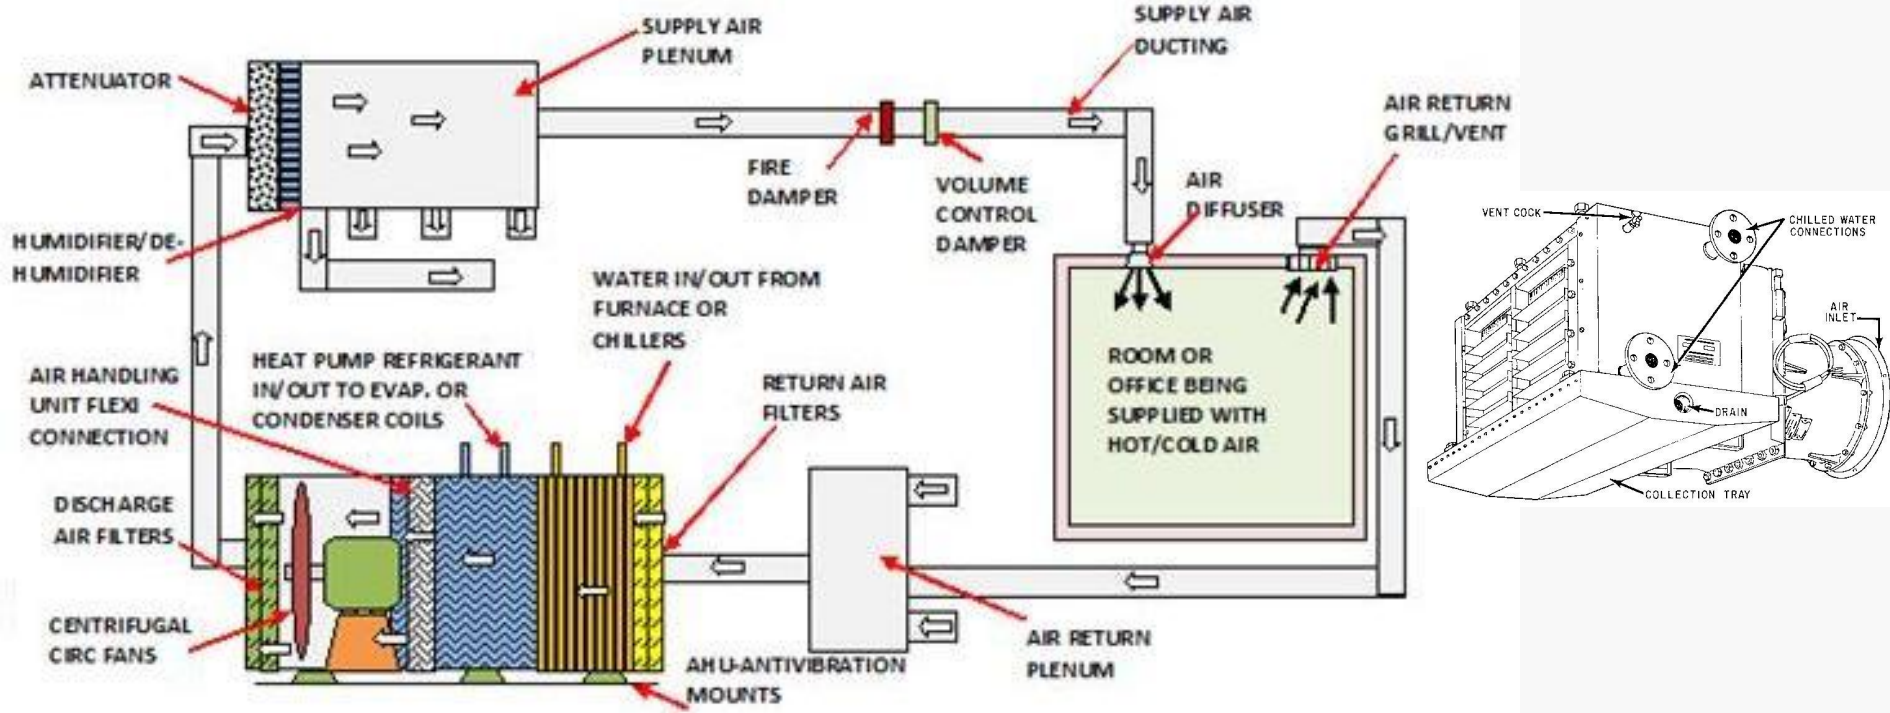 SUPPLY AIR
PLENUM
SUPPLY AIR
DUCTING
ATTENUATOR
AIR RETURN
GRILL/VENT
FIRE
DAMPER
VOLUME
CONTROL
DAMPER
AIR
DIFFUSER
HUMIDIFIER/DE-
HUMIDIFIER
WATER IN/OUT FROM
FURNACE OR
CHILLERS
HEAT PUMP REFRIGERANT
IN/OUT TO EVAP. OR
CONDENSER COILS
AIR HANDLING
UNIT FLEXI
CONNECTION
RETURN AIR
FILTERS
ROOM OR
OFFICE BEING
SUPPLIED WITH
HOT/COLD AIR
DISCHARGE
AIR FILTERS
CENTRIFUGAL
CIRC FANS
AHU-ANTIVIBRATION
MOUNTS
AIR RETURN
PLENUM
VENT COCK
CHILLED WATER
CONNECTIONS
AIR
INLET
DRAIN
COLLECTION TRAY